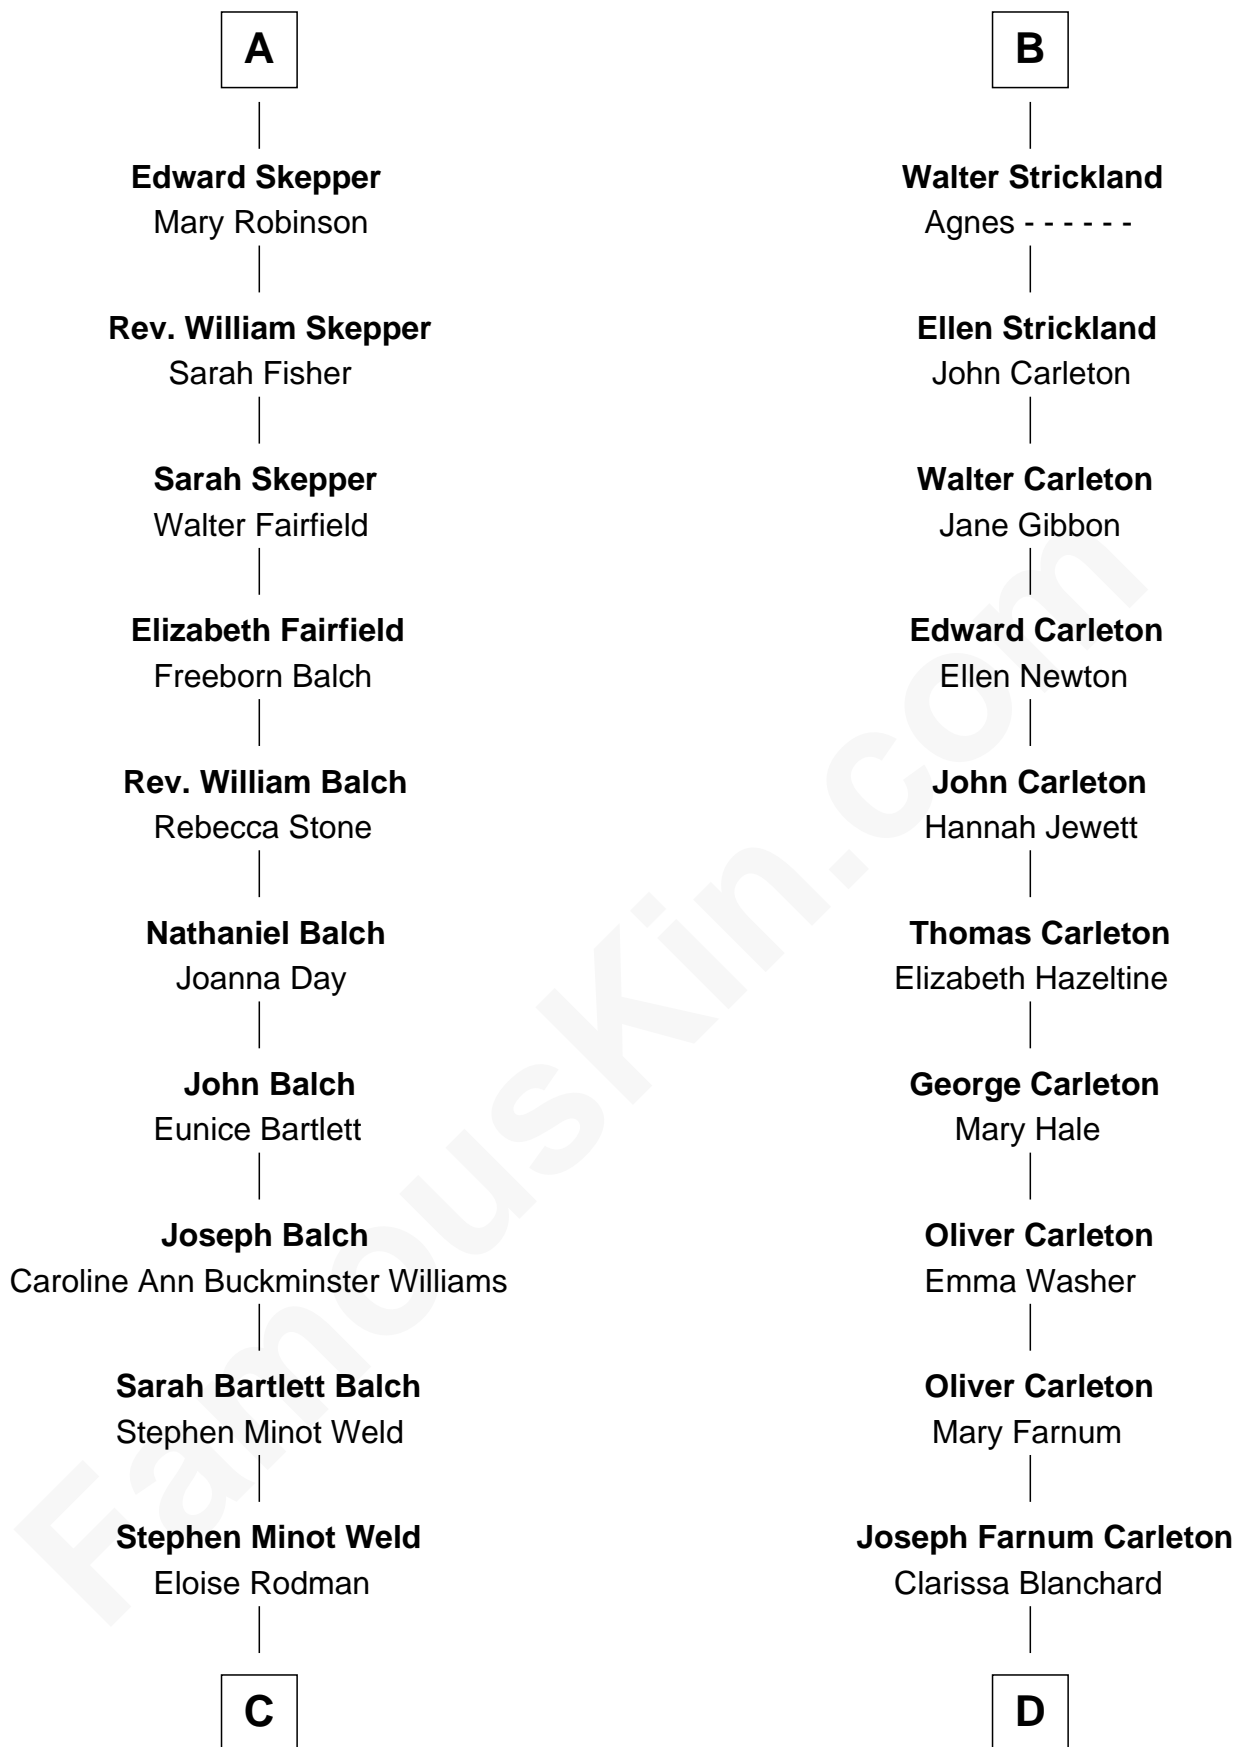 A
Edward Skepper
Mary Robinson
Rev. William Skepper
Sarah Fisher
Sarah Skepper
Walter Fairfield
Elizabeth Fairfield
Freeborn Balch
Rev. William Balch
Rebecca Stone
Nathaniel Balch
Joanna Day
John Balch
Eunice Bartlett
Joseph Balch
Caroline Ann Buckminster Williams
Sarah Bartlett Balch
Stephen Minot Weld
Stephen Minot Weld
Eloise Rodman
C
B
Walter Strickland
Agnes - - - - - -
Ellen Strickland
John Carleton
Walter Carleton
Jane Gibbon
Edward Carleton
Ellen Newton
John Carleton
Hannah Jewett
Thomas Carleton
Elizabeth Hazeltine
George Carleton
Mary Hale
Oliver Carleton
Emma Washer
Oliver Carleton
Mary Farnum
Joseph Farnum Carleton
Clarissa Blanchard
D
FamousKin.com